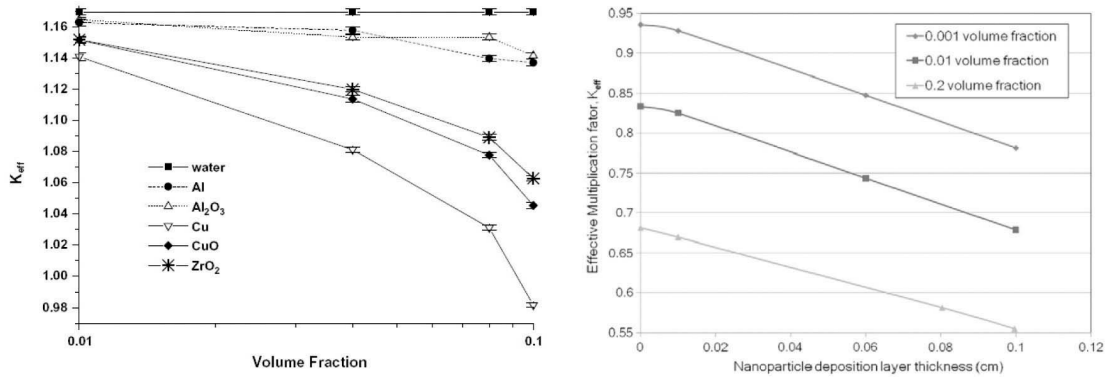 1.16
1.14
1.12
1.10
1.08
1.06
1.04
1.02
1.00
0.98
K_eff
water
Al
Al₂O₃
Cu
CuO
ZrO₂
0.01
0.1
Volume Fraction
0.95
0.9
0.85
0.8
0.75
0.7
0.65
0.6
0.55
Effective Multiplication fator, K_eff
0.001 volume fraction
0.01 volume fraction
0.2 volume fraction
0 0.02 0.04 0.06 0.08 0.1 0.12
Nanoparticle deposition layer thickness (cm)